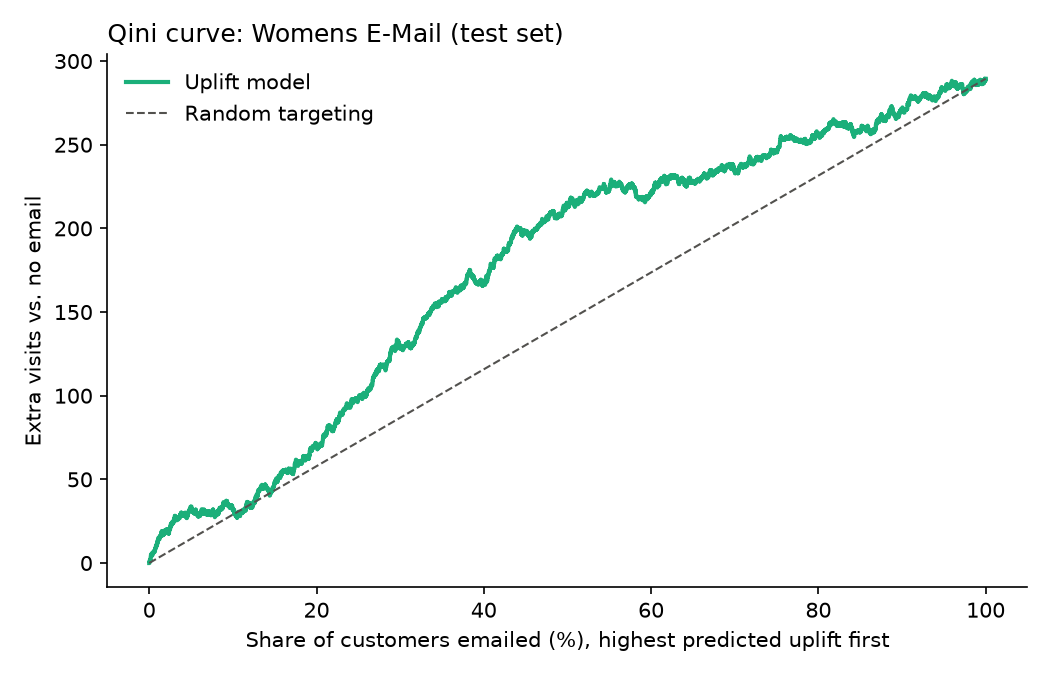 Qini curve: Womens E-Mail (test set)
Uplift model
Random targeting
Extra visits vs. no email
300
250
200
150
100
50
0
0 20 40 60 80 100
Share of customers emailed (%), highest predicted uplift first